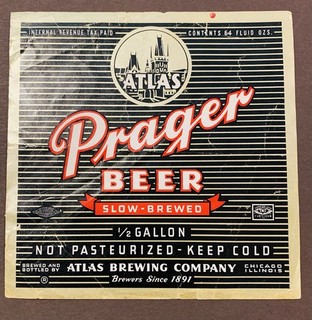 INTERNAL REVENUE TAX PAID
CONTENTS 64 FLUID OZS.
ATLAS
Prager
BEER
SLOW-BREWED
1/2 GALLON
NOT PASTEURIZED-KEEP COLD
BREWED AND BOTTLED BY ATLAS BREWING COMPANY CHICAGO ILLINOIS
Brewers Since 1891